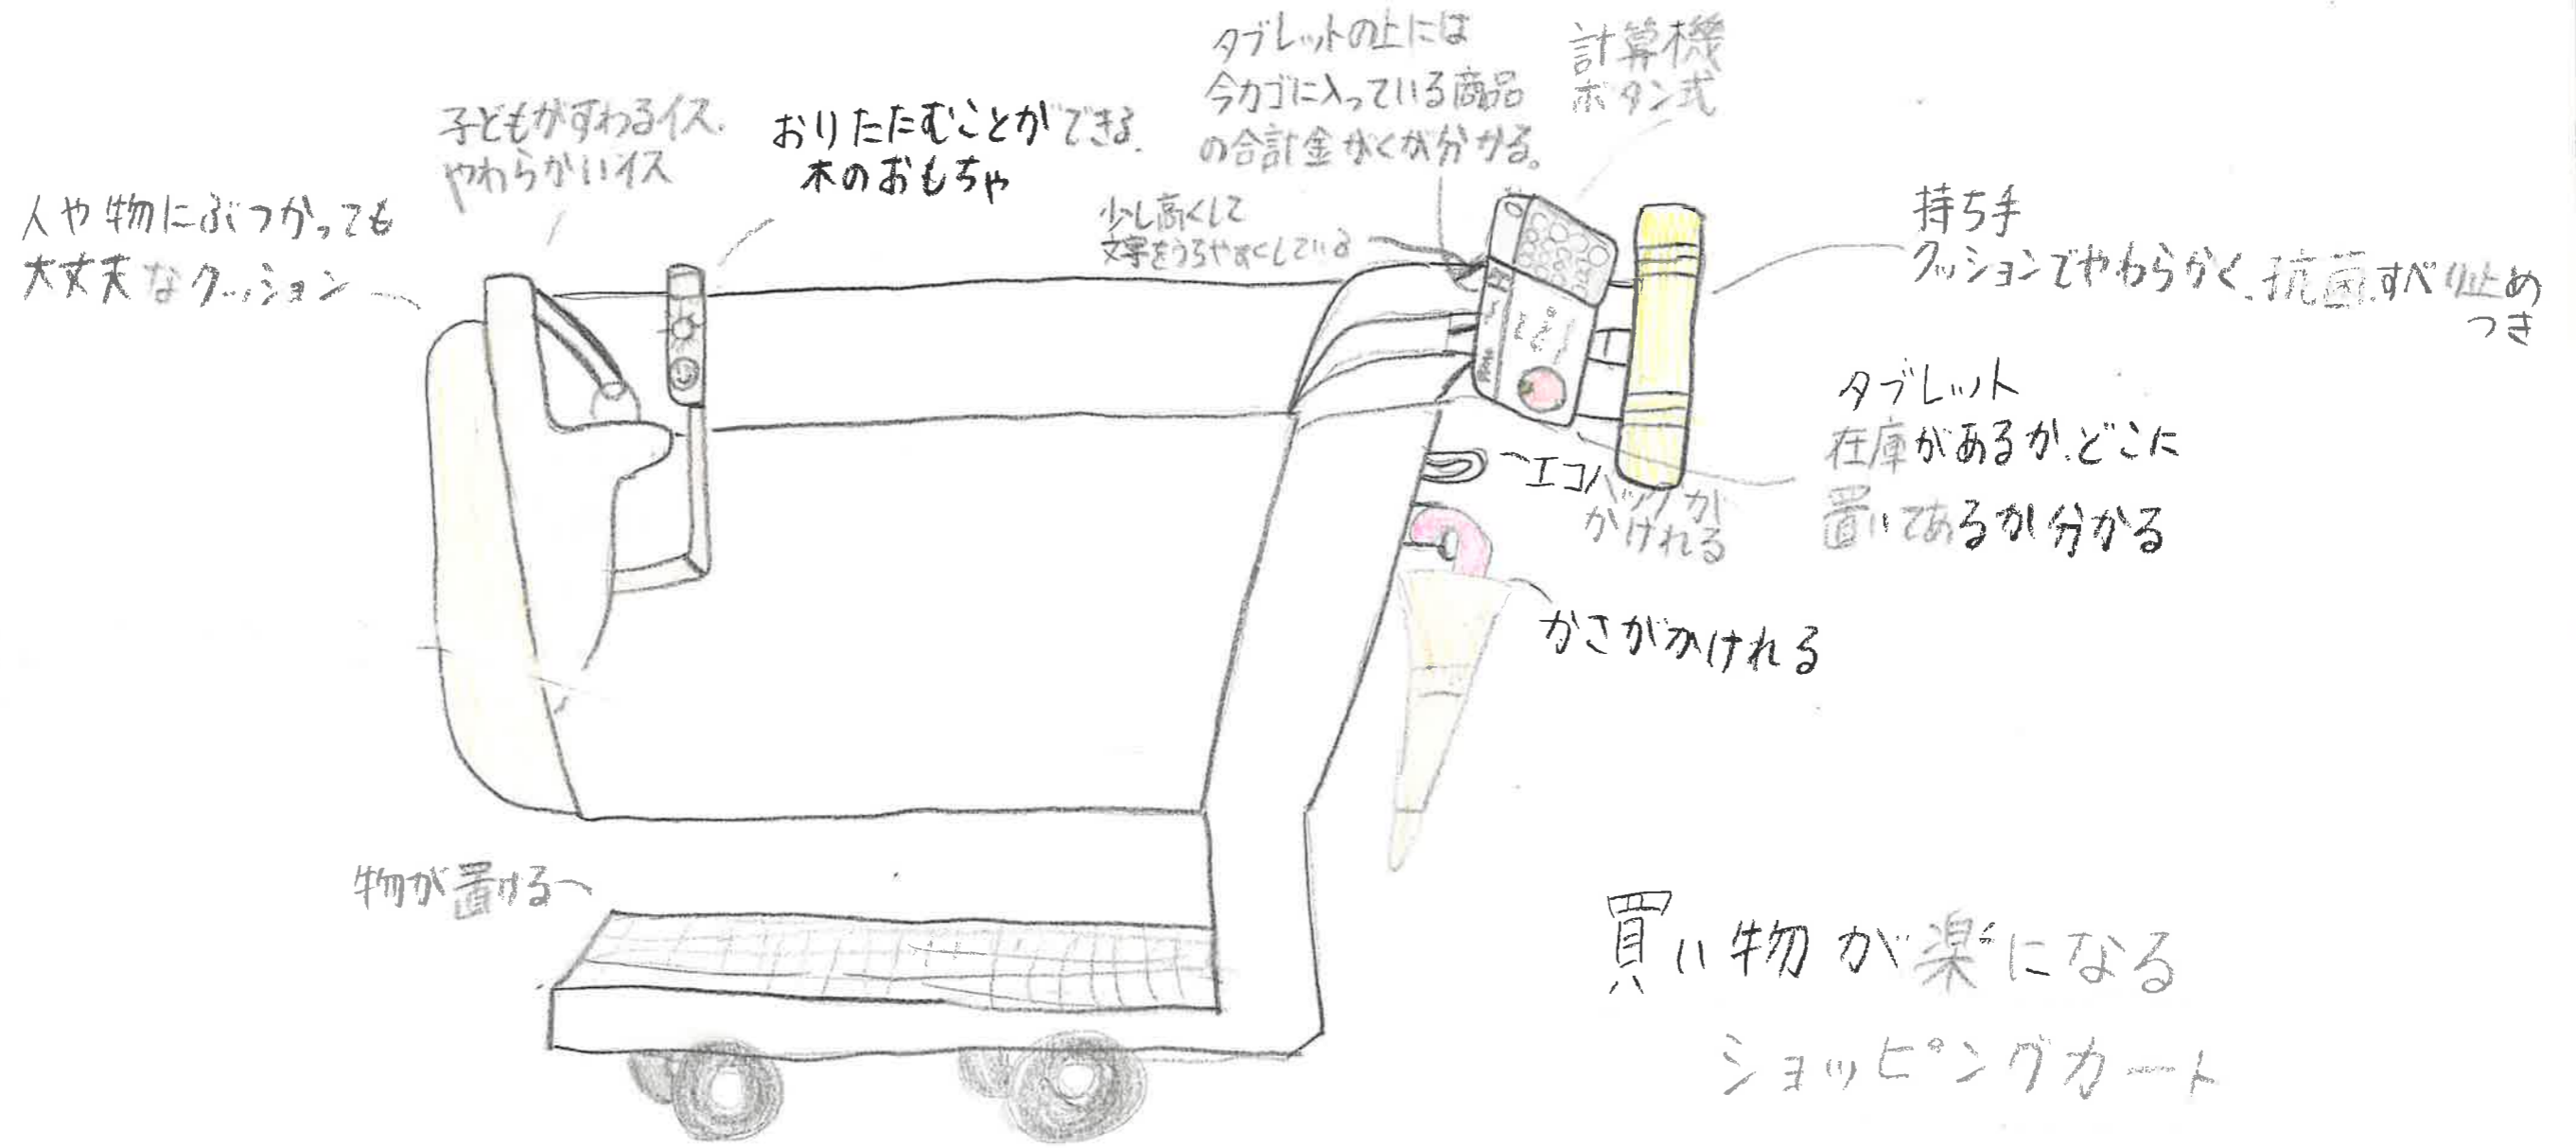 タブレットの上には
今カゴに入っている商品
の合計金がくが分かる。
計算機
ボタン式
子どもがすわるイス.
やわらかいイス
おりたたむことができる.
木のおもちゃ
人や物にぶつかっても
大丈夫なクッション
少し高くして
文字をうちやすくしている
持ち手
クッションでやわらかく、抗菌、すべり止め
つき
タブレット
在庫があるか、どこに
置いてあるか分かる
エコバックが
かけれる
かさがかけれる
物が置ける
買い物が楽になる
ショッピングカート